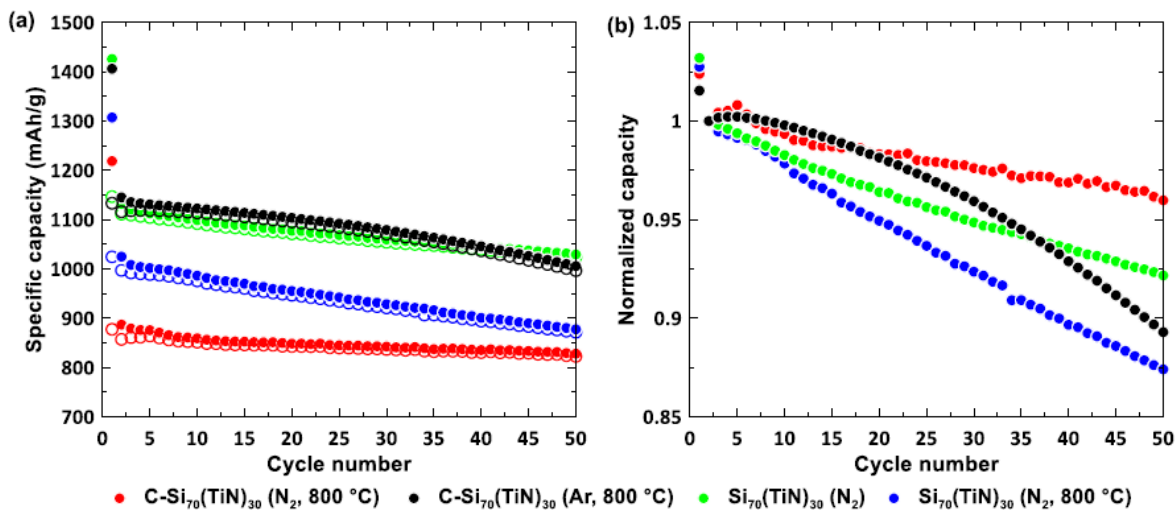 (a)
Specific capacity (mAh/g)
1500
1400
1300
1200
1100
1000
900
800
700
0 5 10 15 20 25 30 35 40 45 50
Cycle number
(b)
Normalized capacity
1.05
1
0.95
0.9
0.85
0 5 10 15 20 25 30 35 40 45 50
Cycle number
C-Si₇₀(TiN)₃₀ (N₂, 800 °C) C-Si₇₀(TiN)₃₀ (Ar, 800 °C) Si₇₀(TiN)₃₀ (N₂) Si₇₀(TiN)₃₀ (N₂, 800 °C)